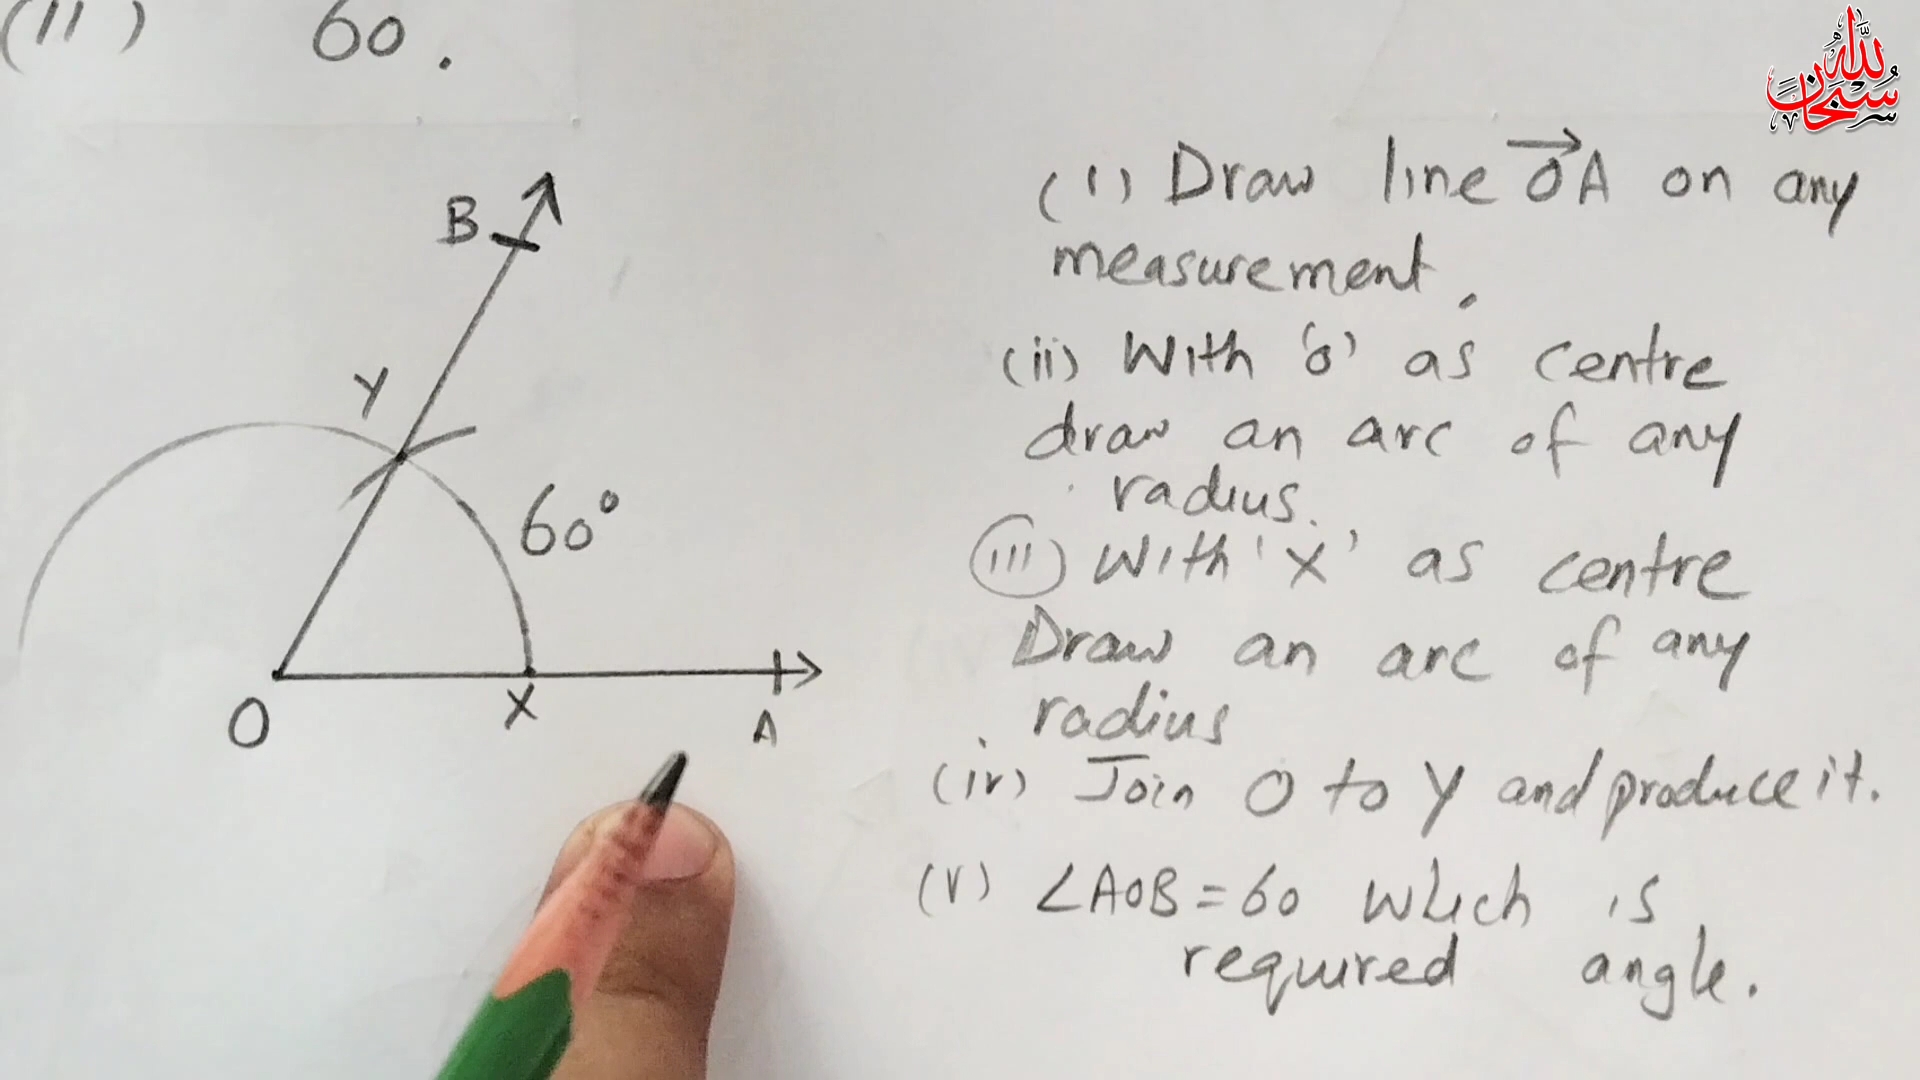 (ii) 60.
سبحان الله
B
Y
60°
O
X
A
(i) Draw line OA on any
measurement.
(ii) With 'O' as centre
draw an arc of any
radius.
(iii) With 'X' as centre
Draw an arc of any
radius
(iv) Join O to Y and produce it.
(v) ∠AOB = 60 which is
required angle.